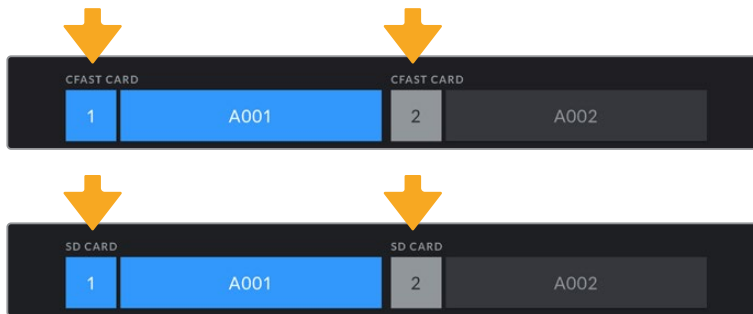 CFAST CARD CFAST CARD
1 A001 2 A002
SD CARD SD CARD
1 A001 2 A002